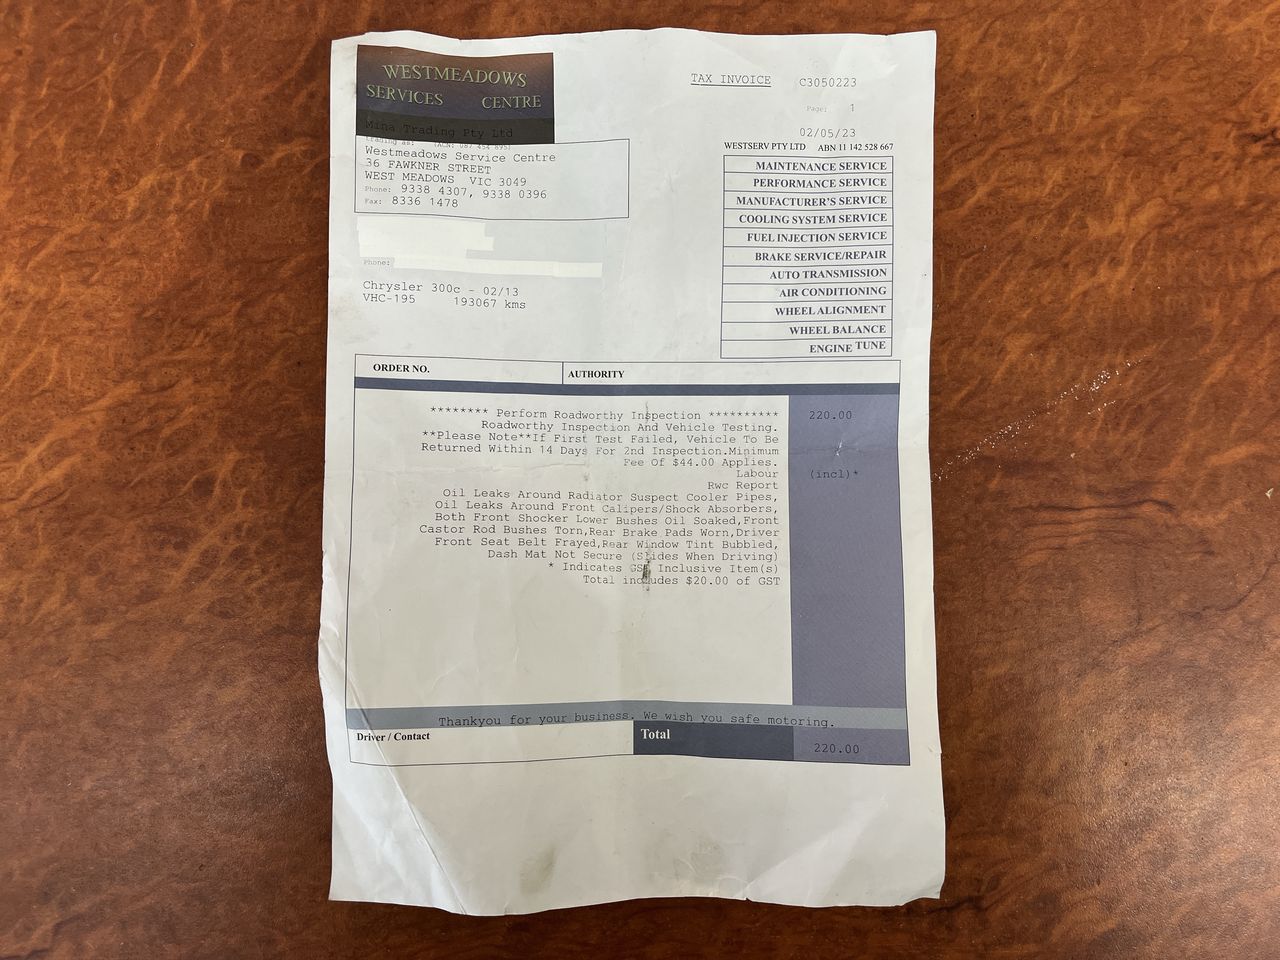 WESTMEADOWS
SERVICES CENTRE
TAX INVOICE C3050223
Page: 1
Mina Trading Pty Ltd
02/05/23
Trading as: (ACN: 087 454 895)
WESTSERV PTY LTD ABN 11 142 528 667
Westmeadows Service Centre
36 FAWKNER STREET
WEST MEADOWS VIC 3049
Phone: 9338 4307, 9338 0396
Fax: 8336 1478
MAINTENANCE SERVICE
PERFORMANCE SERVICE
MANUFACTURER'S SERVICE
COOLING SYSTEM SERVICE
FUEL INJECTION SERVICE
BRAKE SERVICE/REPAIR
AUTO TRANSMISSION
AIR CONDITIONING
WHEEL ALIGNMENT
WHEEL BALANCE
ENGINE TUNE
Phone:
Chrysler 300c - 02/13
VHC-195 193067 kms
ORDER NO. AUTHORITY
******** Perform Roadworthy Inspection ********** 220.00
Roadworthy Inspection And Vehicle Testing.
**Please Note**If First Test Failed, Vehicle To Be
Returned Within 14 Days For 2nd Inspection.Minimum
Fee Of $44.00 Applies.
Labour (incl)*
Rwc Report
Oil Leaks Around Radiator Suspect Cooler Pipes,
Oil Leaks Around Front Calipers/Shock Absorbers,
Both Front Shocker Lower Bushes Oil Soaked,Front
Castor Rod Bushes Torn,Rear Brake Pads Worn,Driver
Front Seat Belt Frayed,Rear Window Tint Bubbled,
Dash Mat Not Secure (Slides When Driving)
* Indicates GST Inclusive Item(s)
Total includes $20.00 of GST
Thankyou for your business. We wish you safe motoring.
Driver / Contact Total 220.00